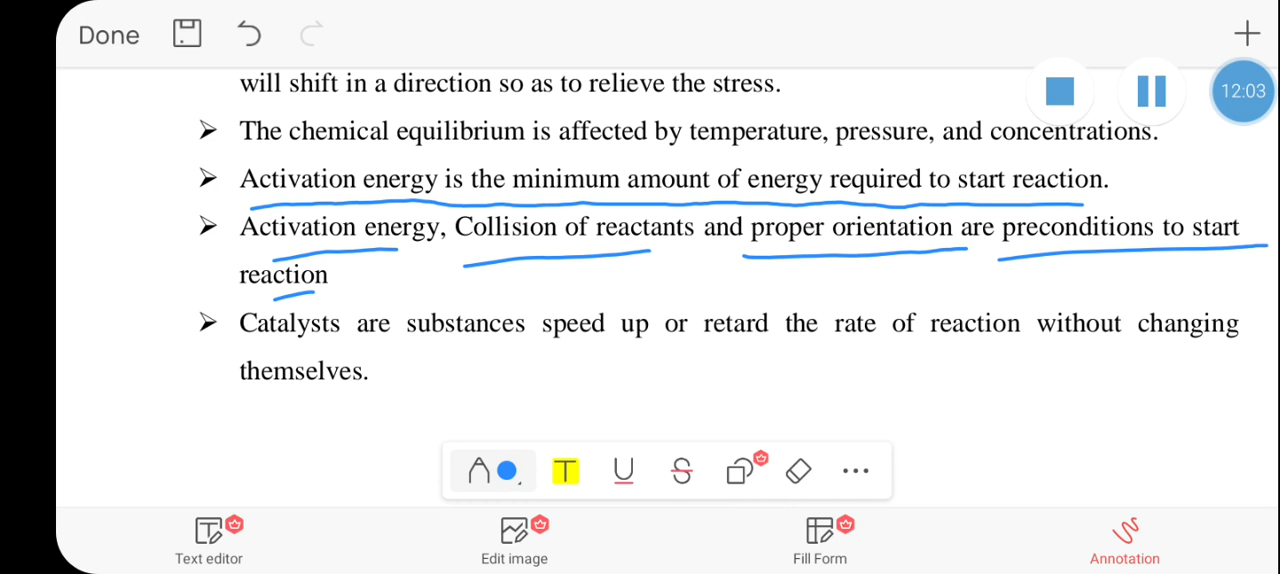 Done
will shift in a direction so as to relieve the stress.
12:03
➢ The chemical equilibrium is affected by temperature, pressure, and concentrations.
➢ Activation energy is the minimum amount of energy required to start reaction.
➢ Activation energy, Collision of reactants and proper orientation are preconditions to start
reaction
➢ Catalysts are substances speed up or retard the rate of reaction without changing
themselves.
T U S
Text editor Edit image Fill Form Annotation